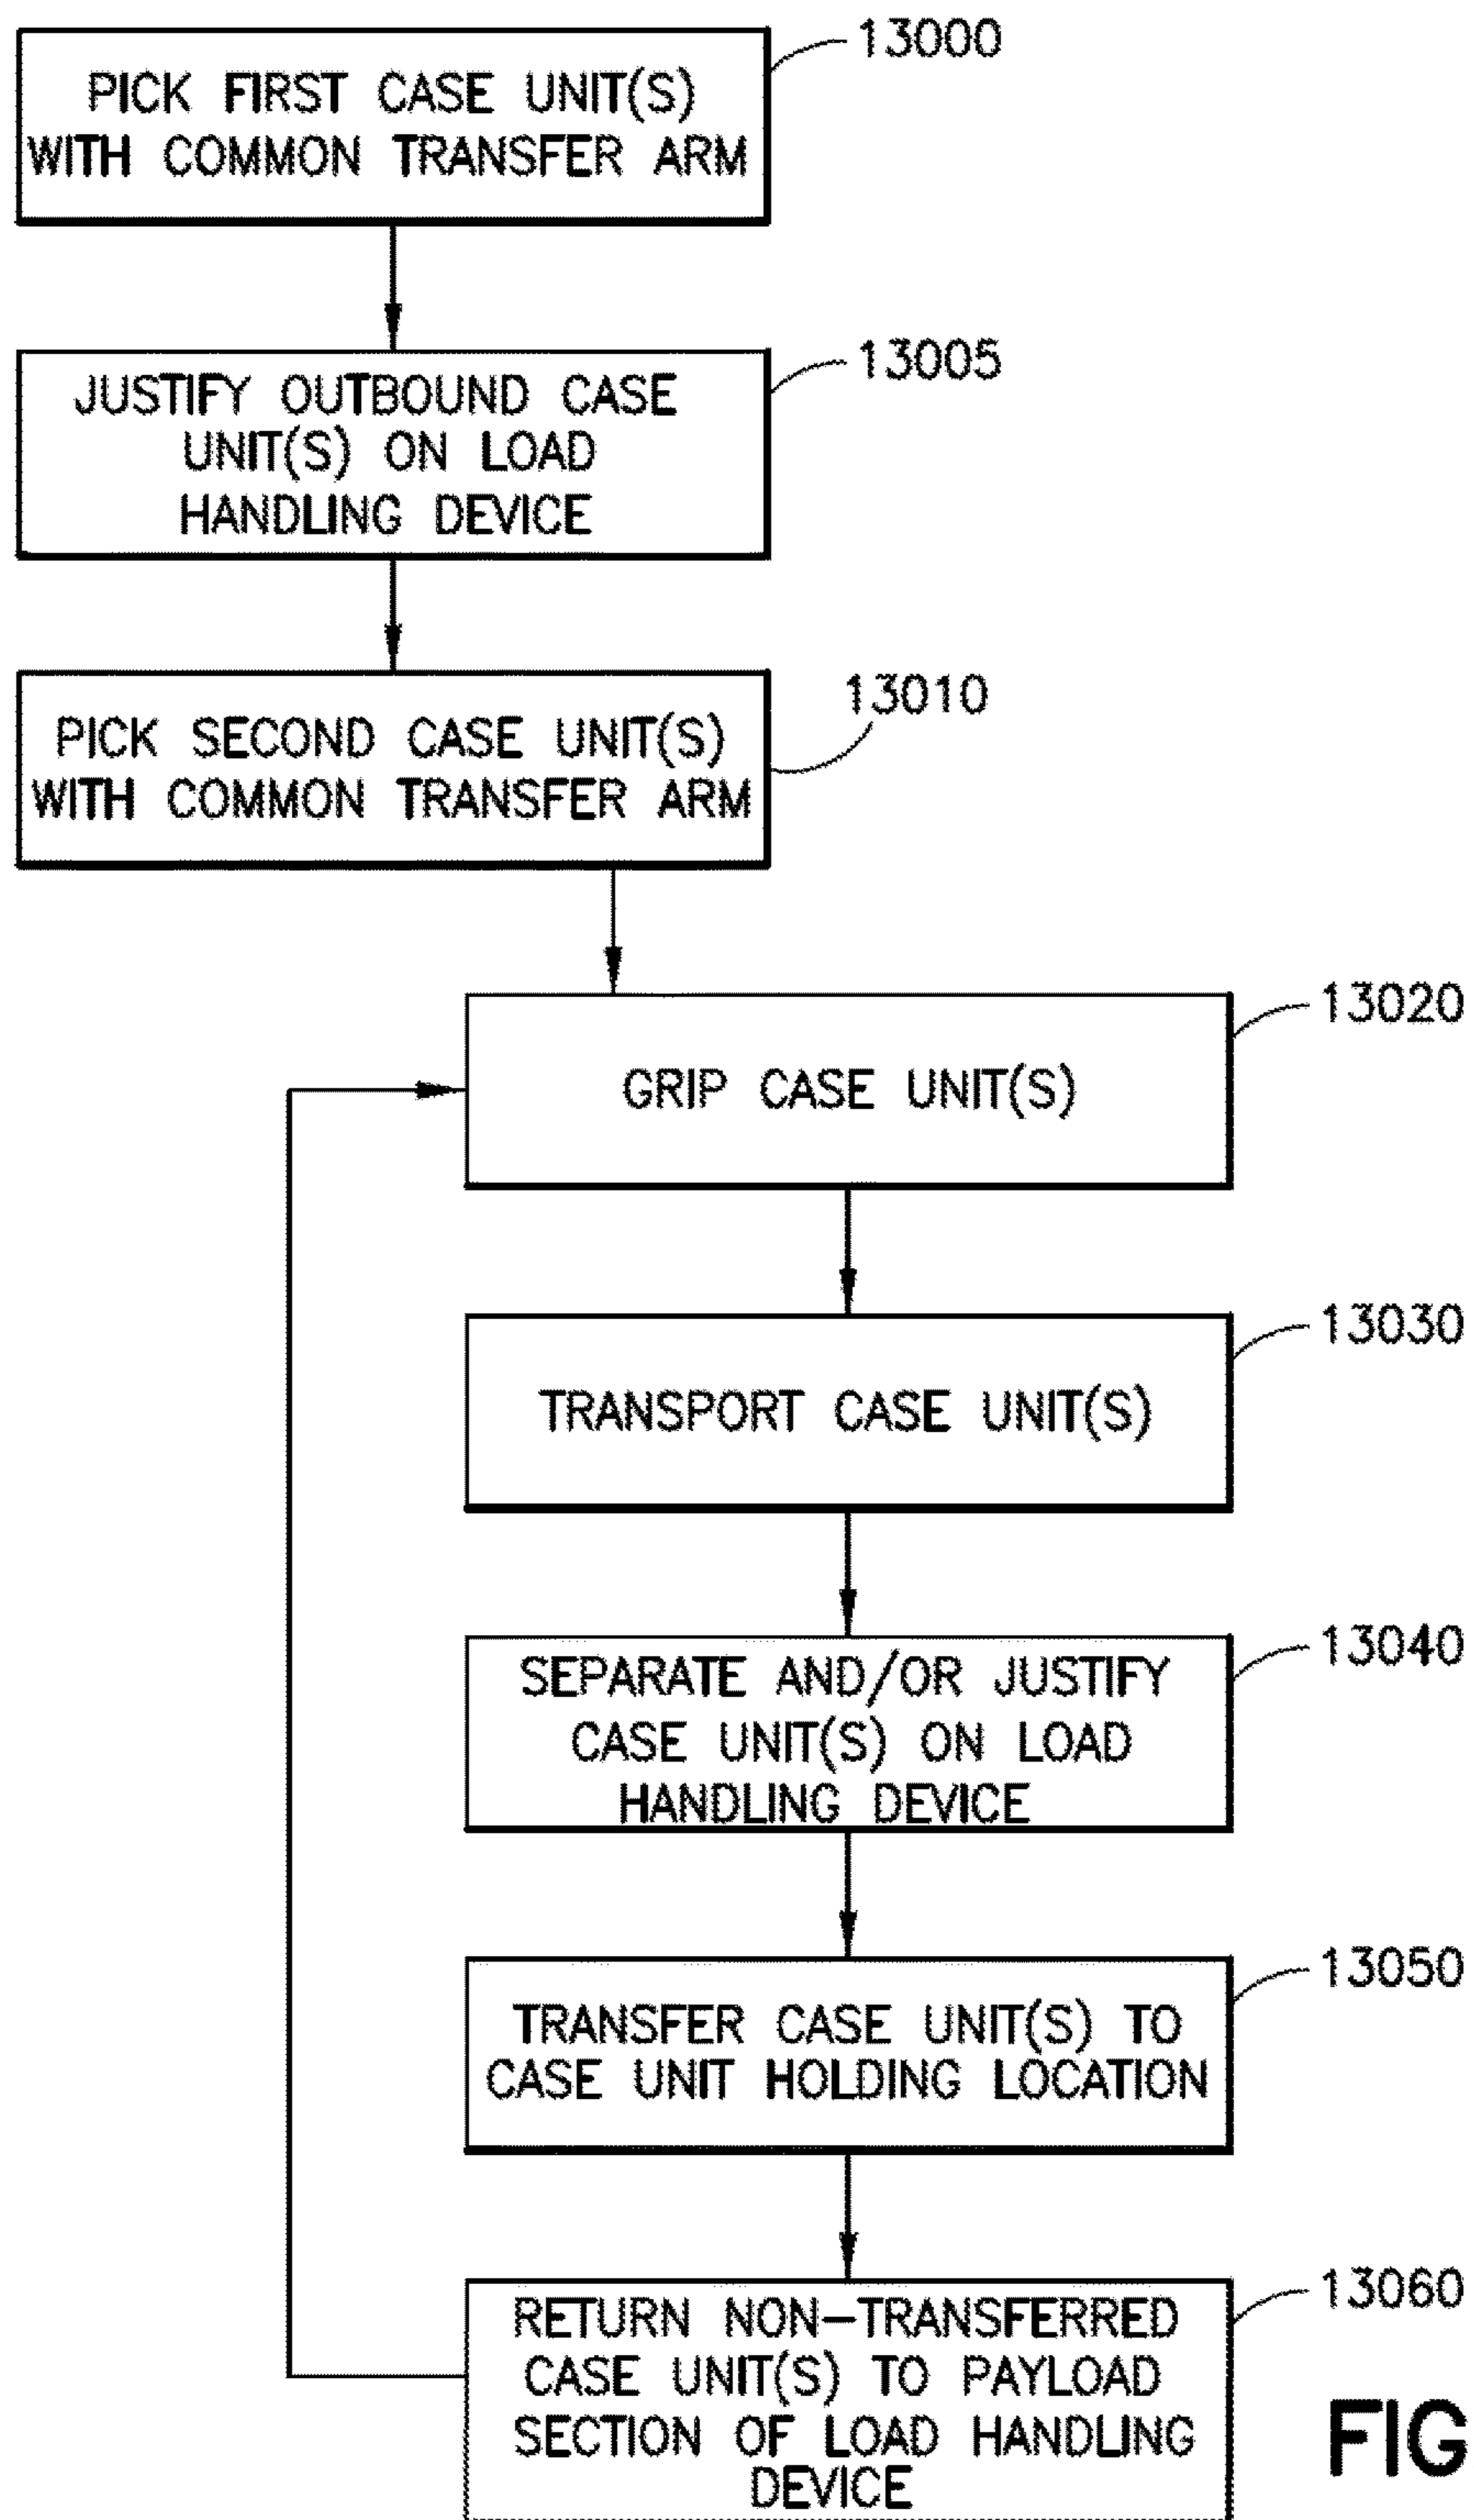 PICK FIRST CASE UNIT(S)
WITH COMMON TRANSFER ARM
13000
JUSTIFY OUTBOUND CASE
UNIT(S) ON LOAD
HANDLING DEVICE
13005
PICK SECOND CASE UNIT(S)
WITH COMMON TRANSFER ARM
13010
GRIP CASE UNIT(S)
13020
TRANSPORT CASE UNIT(S)
13030
SEPARATE AND/OR JUSTIFY
CASE UNIT(S) ON LOAD
HANDLING DEVICE
13040
TRANSFER CASE UNIT(S) TO
CASE UNIT HOLDING LOCATION
13050
RETURN NON-TRANSFERRED
CASE UNIT(S) TO PAYLOAD
SECTION OF LOAD HANDLING
DEVICE
13060
FIG